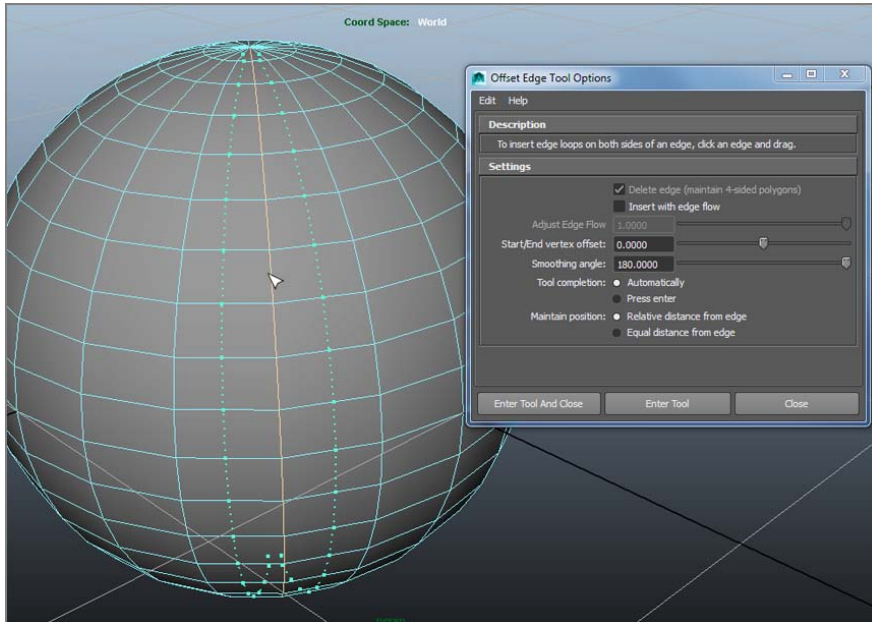 Coord Space: World
Offset Edge Tool Options
Edit Help
Description
To insert edge loops on both sides of an edge, click an edge and drag.
Settings
Delete edge (maintain 4-sided polygons)
Insert with edge flow
Adjust Edge Flow 1.0000
Start/End vertex offset: 0.0000
Smoothing angle: 180.0000
Tool completion: Automatically
Press enter
Maintain position: Relative distance from edge
Equal distance from edge
Enter Tool And Close Enter Tool Close
persp